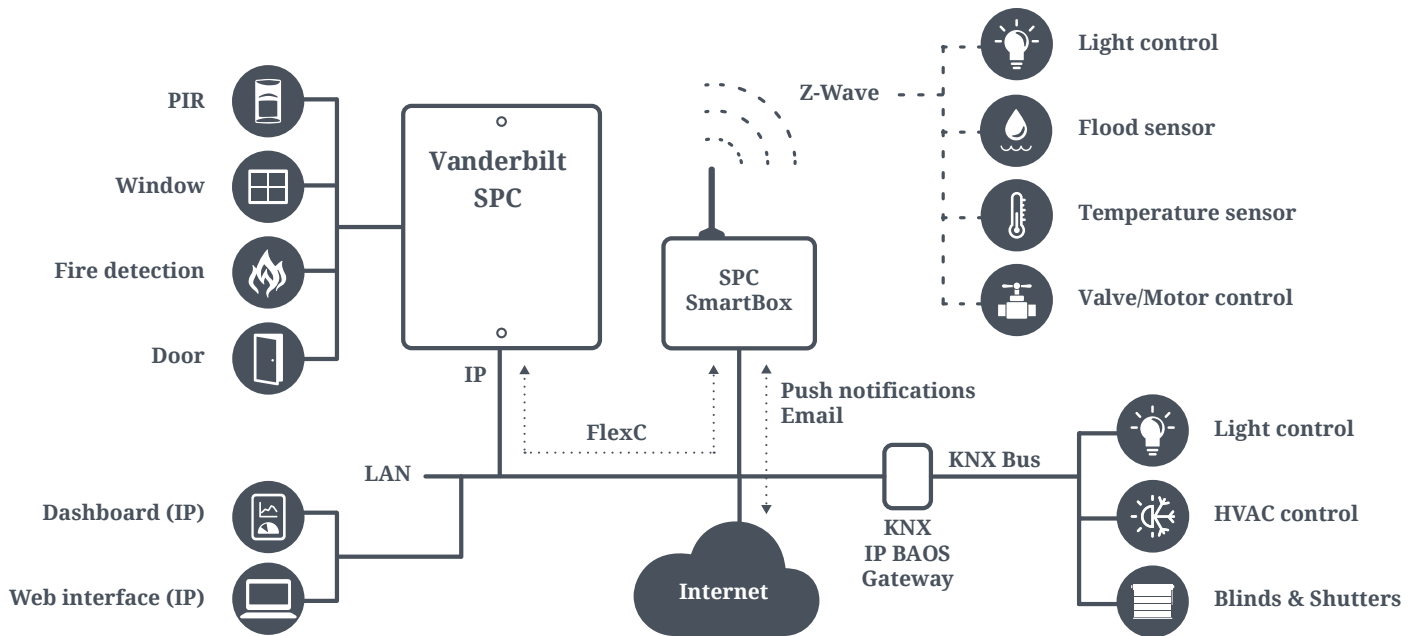 PIR
Window
Fire detection
Door
Vanderbilt
SPC
SPC
SmartBox
Z-Wave
Light control
Flood sensor
Temperature sensor
Valve/Motor control
IP
FlexC
Push notifications
Email
LAN
KNX Bus
KNX
IP BAOS
Gateway
Light control
HVAC control
Blinds & Shutters
Dashboard (IP)
Web interface (IP)
Internet